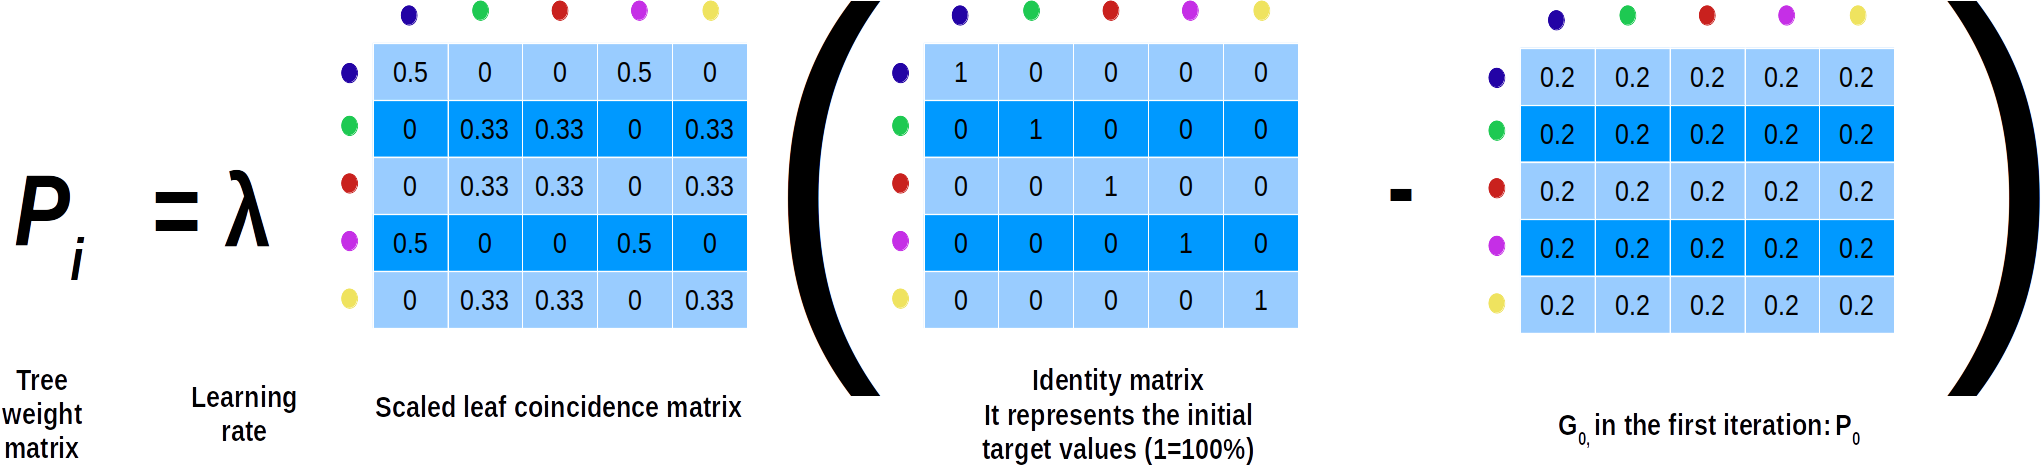 P i = λ ( - )
0.5 0 0 0.5 0
0 0.33 0.33 0 0.33
0 0.33 0.33 0 0.33
0.5 0 0 0.5 0
0 0.33 0.33 0 0.33
1 0 0 0 0
0 1 0 0 0
0 0 1 0 0
0 0 0 1 0
0 0 0 0 1
0.2 0.2 0.2 0.2 0.2
0.2 0.2 0.2 0.2 0.2
0.2 0.2 0.2 0.2 0.2
0.2 0.2 0.2 0.2 0.2
0.2 0.2 0.2 0.2 0.2
Tree
weight
matrix
Learning
rate
Scaled leaf coincidence matrix
Identity matrix
It represents the initial
target values (1=100%)
G0, in the first iteration: P0